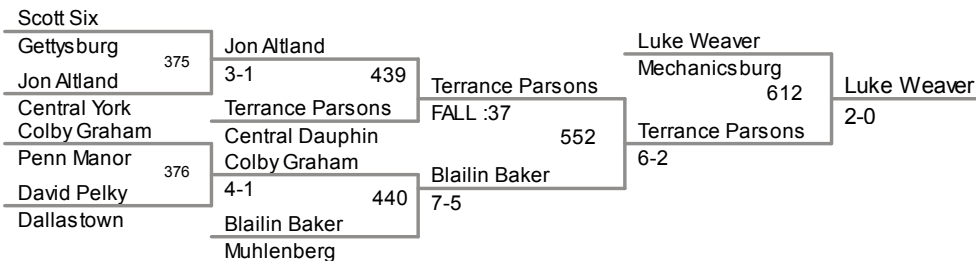 Scott Six
Gettysburg
375
Jon Altland
Central York
Colby Graham
Penn Manor
376
David Pelky
Dallastown
Jon Altland
3-1
439
Terrance Parsons
Central Dauphin
Colby Graham
4-1
440
Blailin Baker
Muhlenberg
Terrance Parsons
FALL :37
552
Blailin Baker
7-5
Luke Weaver
Mechanicsburg
612
Terrance Parsons
6-2
Luke Weaver
2-0